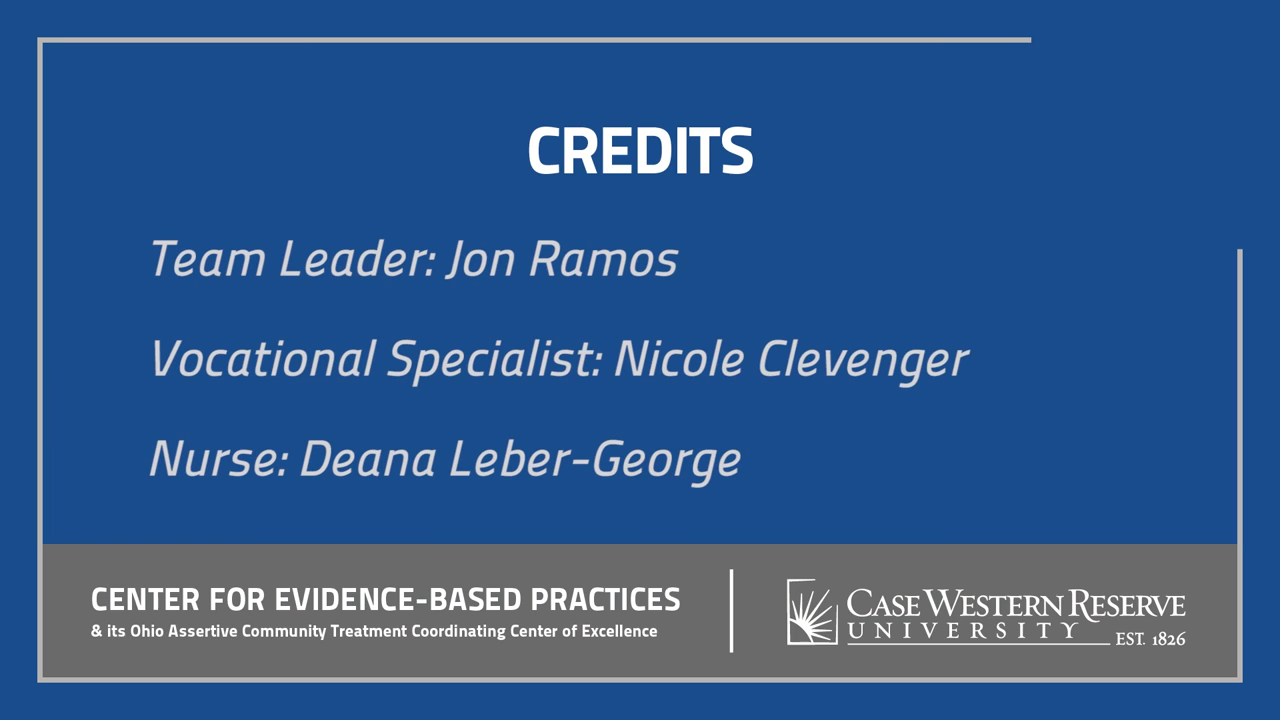 CREDITS
Team Leader: Jon Ramos
Vocational Specialist: Nicole Clevenger
Nurse: Deana Leber-George
CENTER FOR EVIDENCE-BASED PRACTICES
& its Ohio Assertive Community Treatment Coordinating Center of Excellence
CASE WESTERN RESERVE
UNIVERSITY
EST. 1826